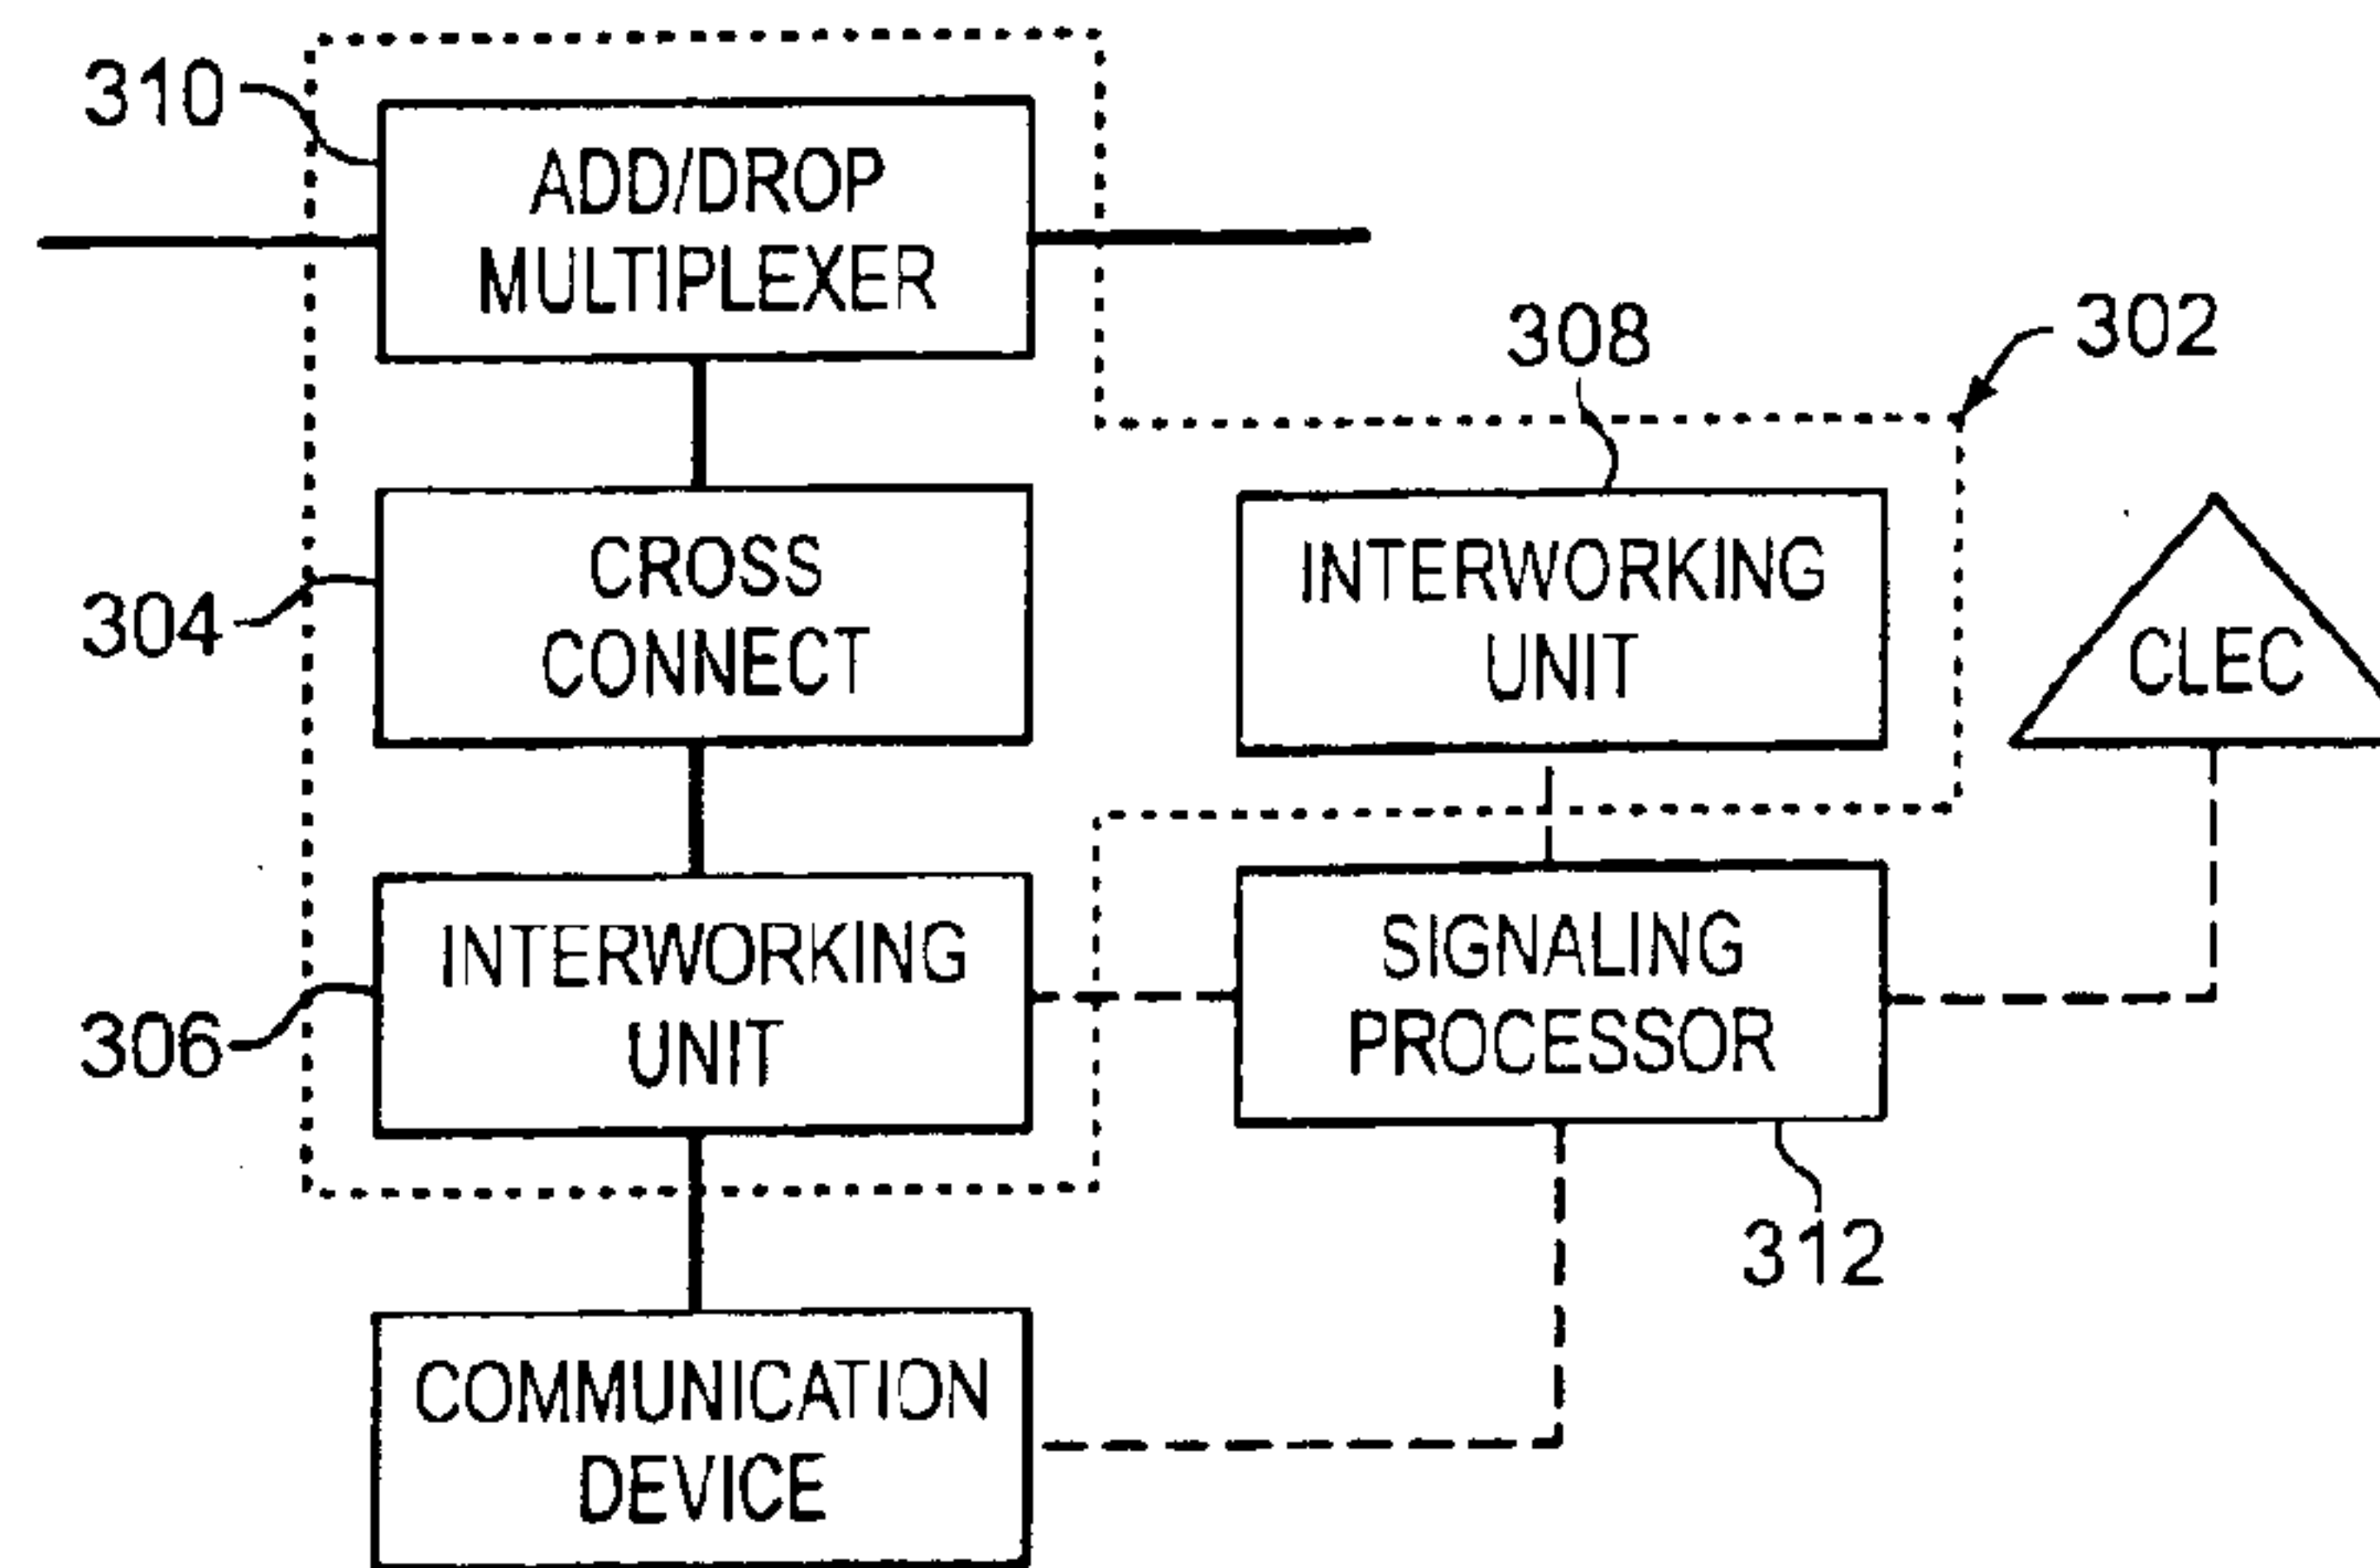 310
ADD/DROP
MULTIPLEXER
308
302
304
CROSS
CONNECT
INTERWORKING
UNIT
CLEC
306
INTERWORKING
UNIT
SIGNALING
PROCESSOR
312
COMMUNICATION
DEVICE